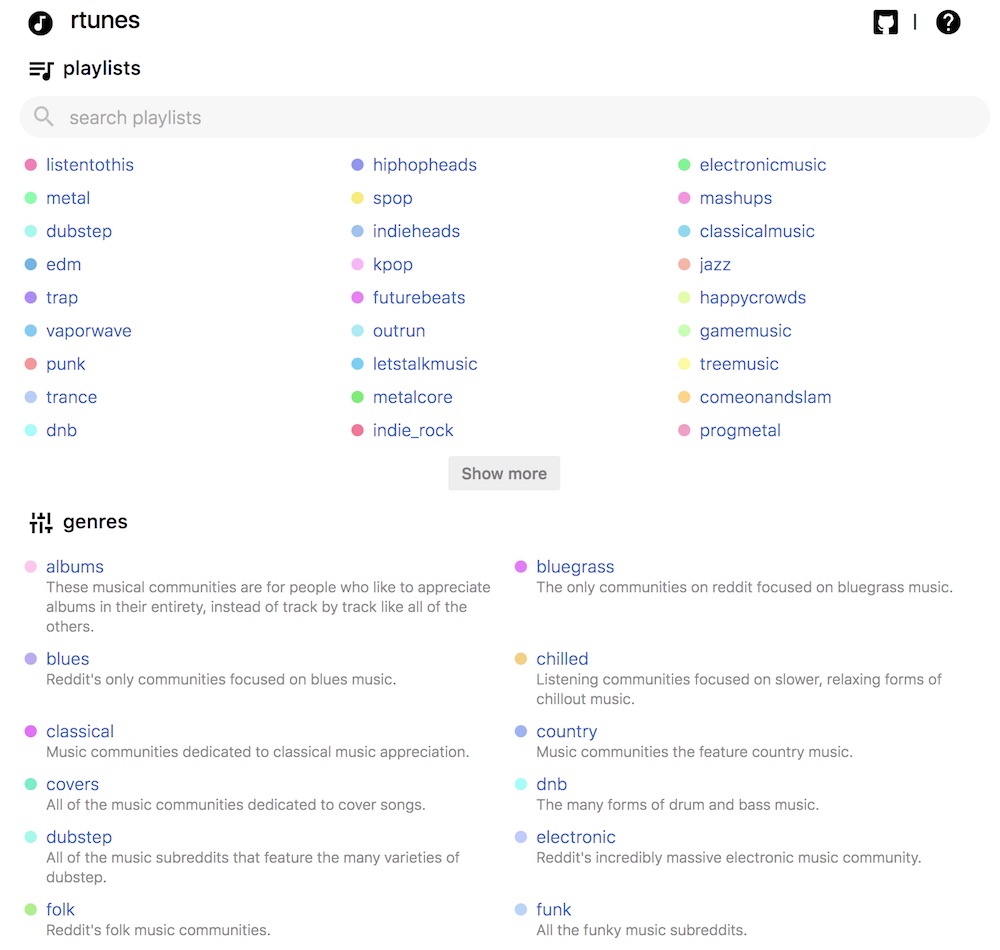 rtunes
playlists
search playlists
listentothis hiphopheads electronicmusic
metal spop mashups
dubstep indieheads classicalmusic
edm kpop jazz
trap futurebeats happycrowds
vaporwave outrun gamemusic
punk letstalkmusic treemusic
trance metalcore comeonandslam
dnb indie_rock progmetal
Show more
genres
albums
These musical communities are for people who like to appreciate
albums in their entirety, instead of track by track like all of the
others.
bluegrass
The only communities on reddit focused on bluegrass music.
blues
Reddit's only communities focused on blues music.
chilled
Listening communities focused on slower, relaxing forms of
chillout music.
classical
Music communities dedicated to classical music appreciation.
country
Music communities the feature country music.
covers
All of the music communities dedicated to cover songs.
dnb
The many forms of drum and bass music.
dubstep
All of the music subreddits that feature the many varieties of
dubstep.
electronic
Reddit's incredibly massive electronic music community.
folk
Reddit's folk music communities.
funk
All the funky music subreddits.